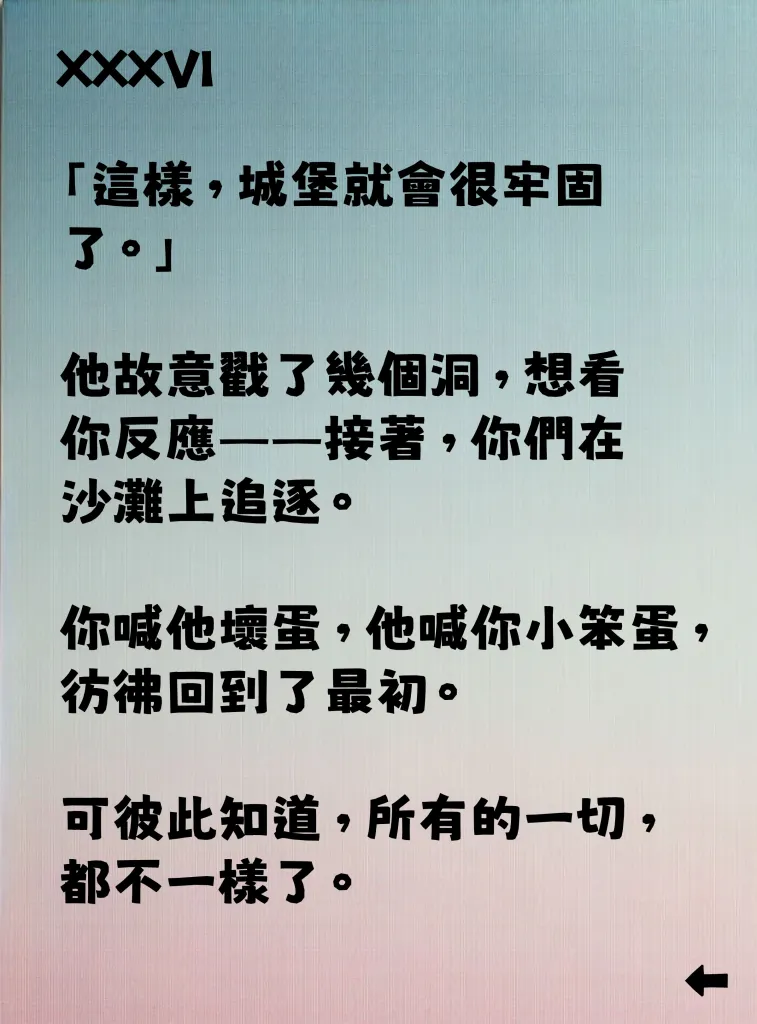 XXXVI
「這樣，城堡就會很牢固
了。」
他故意戳了幾個洞，想看
你反應——接著，你們在
沙灘上追逐。
你喊他壞蛋，他喊你小笨蛋，
彷彿回到了最初。
可彼此知道，所有的一切，
都不一樣了。